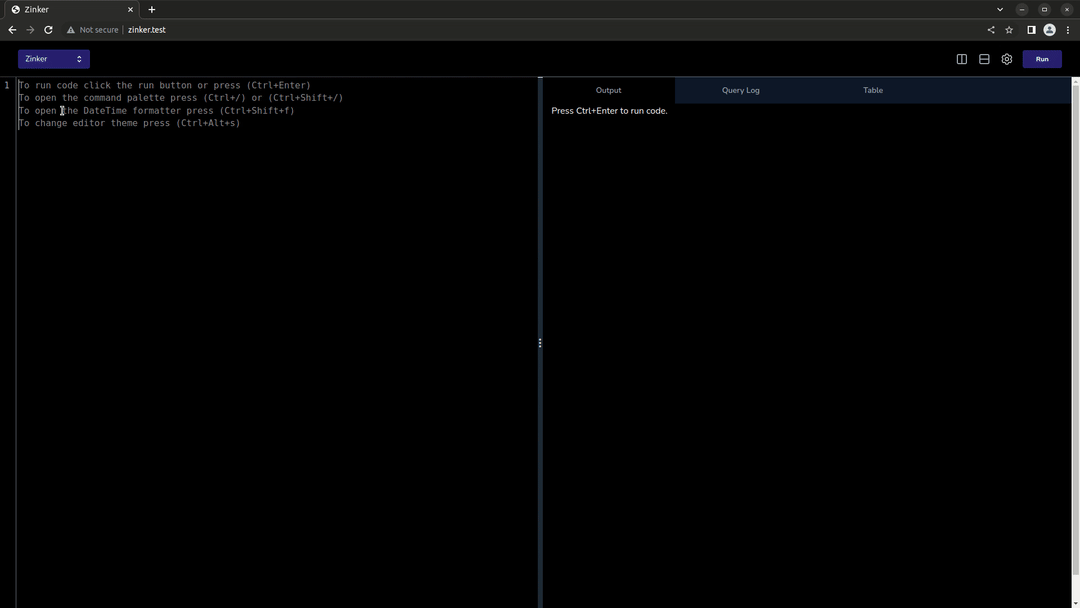 Zinker
Not secure
zinker.test
Zinker
Run
1
To run code click the run button or press (Ctrl+Enter)
To open the command palette press (Ctrl+/) or (Ctrl+Shift+/)
To open the DateTime formatter press (Ctrl+Shift+f)
To change editor theme press (Ctrl+Alt+s)
Output
Query Log
Table
Press Ctrl+Enter to run code.